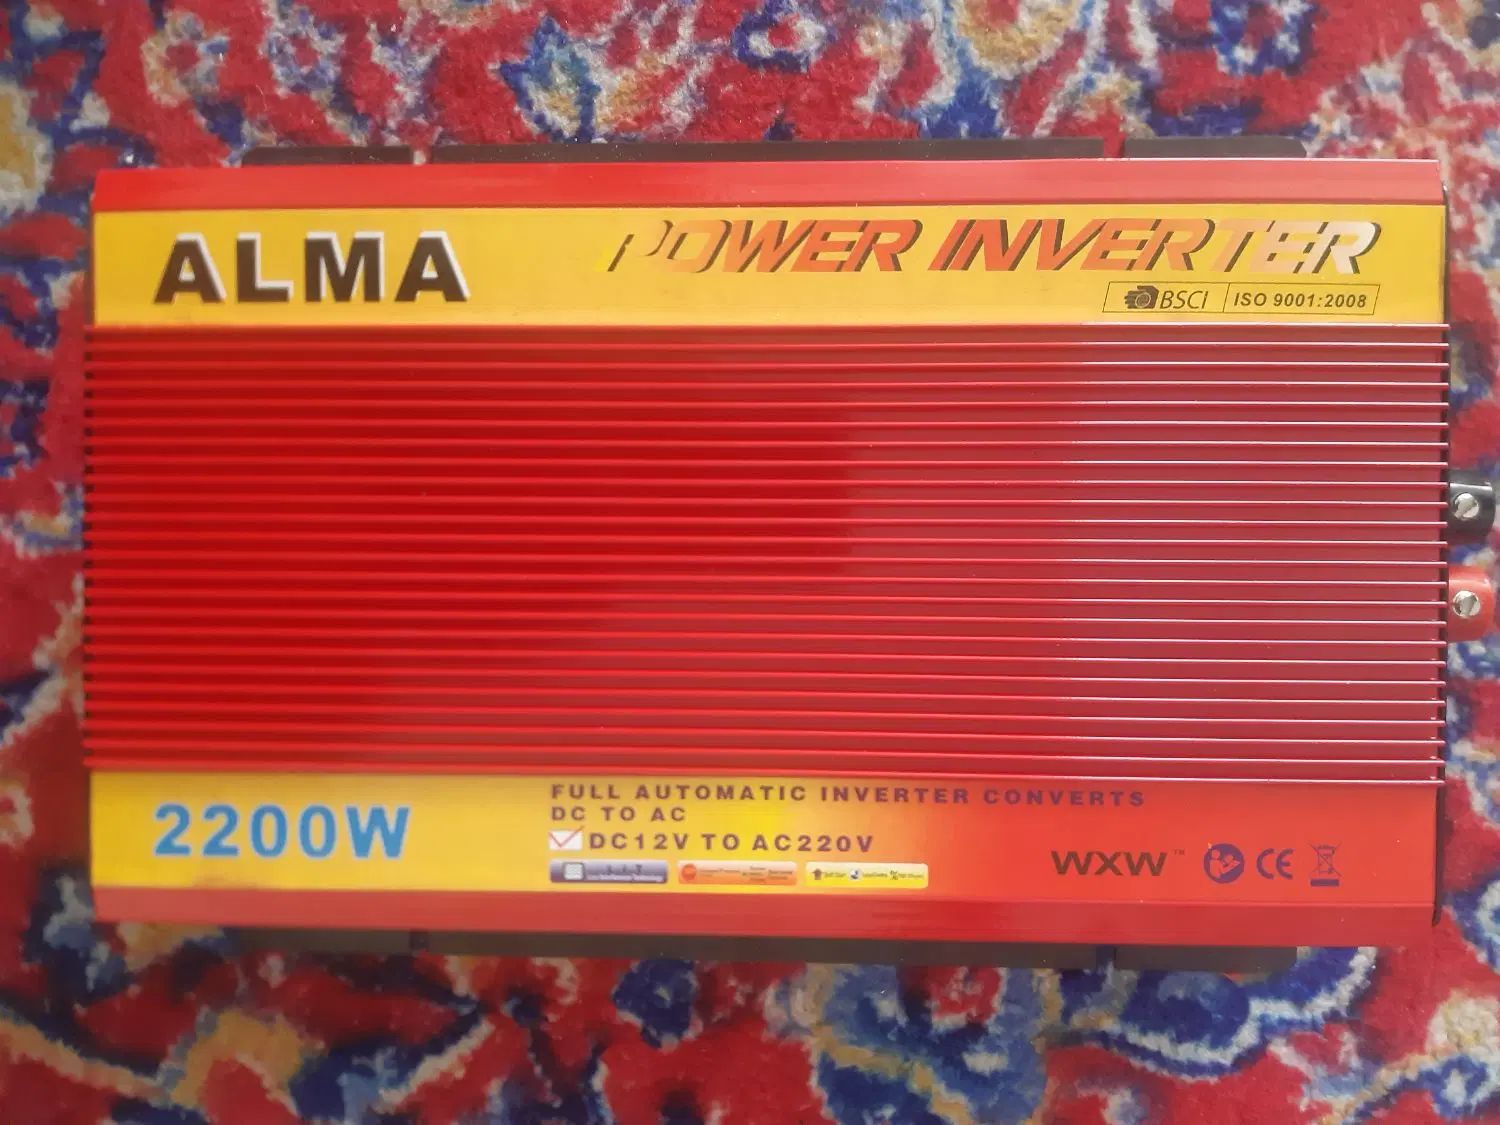 ALMA
POWER INVERTER
BSCI ISO 9001:2008
2200W
FULL AUTOMATIC INVERTER CONVERTS
DC TO AC
DC12V TO AC220V
WXW™
CE